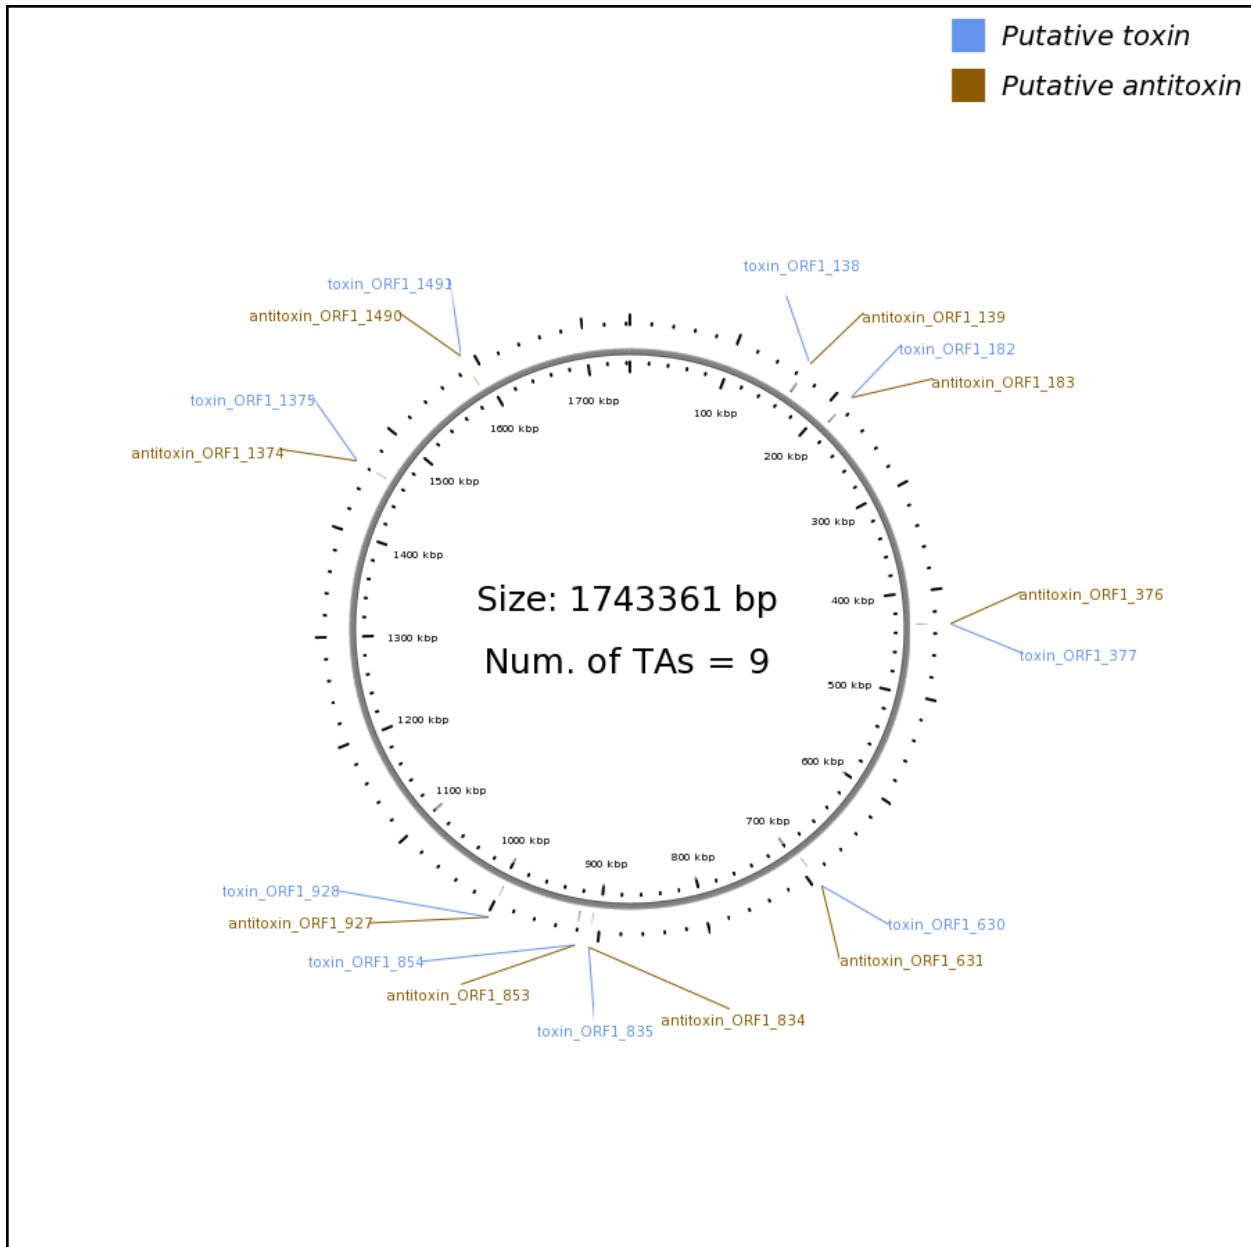 Putative toxin
Putative antitoxin
toxin_ORF1_138
toxin_ORF1_1491
antitoxin_ORF1_1490
antitoxin_ORF1_139
toxin_ORF1_182
antitoxin_ORF1_183
toxin_ORF1_1375
antitoxin_ORF1_1374
1700 kbp
100 kbp
1600 kbp
200 kbp
1500 kbp
300 kbp
1400 kbp
400 kbp
antitoxin_ORF1_376
Size: 1743361 bp
1300 kbp
toxin_ORF1_377
Num. of TAs = 9
500 kbp
1200 kbp
600 kbp
1100 kbp
700 kbp
1000 kbp
900 kbp
800 kbp
toxin_ORF1_928
antitoxin_ORF1_927
toxin_ORF1_630
toxin_ORF1_854
antitoxin_ORF1_631
antitoxin_ORF1_853
antitoxin_ORF1_834
toxin_ORF1_835